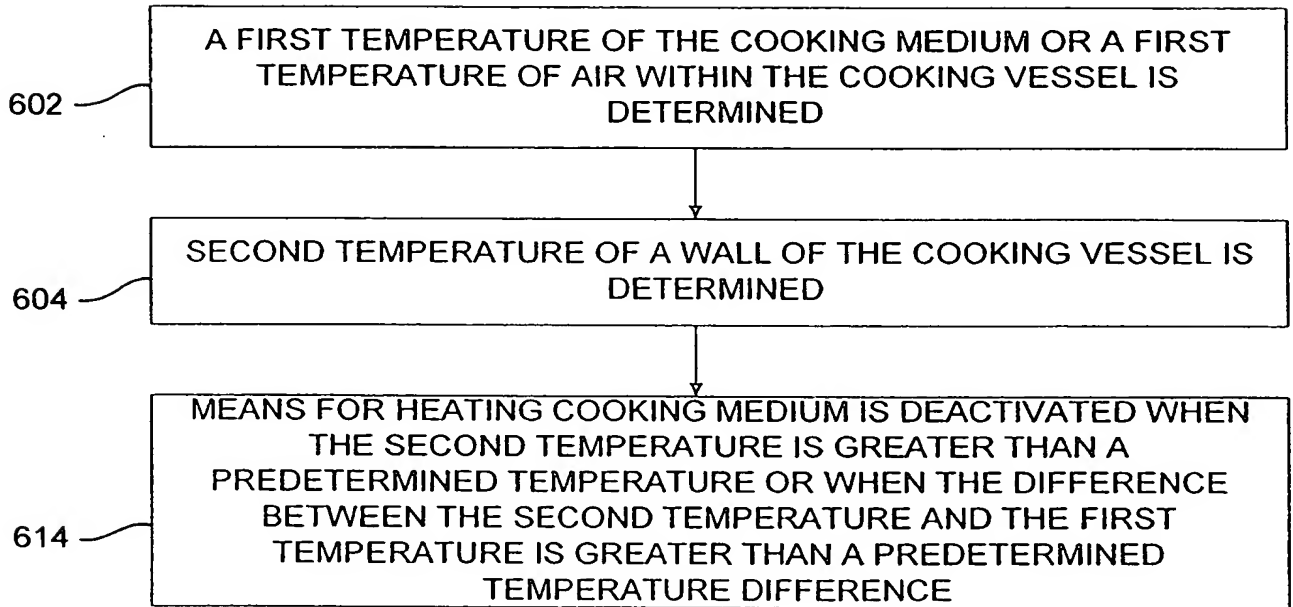 A FIRST TEMPERATURE OF THE COOKING MEDIUM OR A FIRST
TEMPERATURE OF AIR WITHIN THE COOKING VESSEL IS
DETERMINED
602
SECOND TEMPERATURE OF A WALL OF THE COOKING VESSEL IS
DETERMINED
604
MEANS FOR HEATING COOKING MEDIUM IS DEACTIVATED WHEN
THE SECOND TEMPERATURE IS GREATER THAN A
PREDETERMINED TEMPERATURE OR WHEN THE DIFFERENCE
BETWEEN THE SECOND TEMPERATURE AND THE FIRST
TEMPERATURE IS GREATER THAN A PREDETERMINED
TEMPERATURE DIFFERENCE
614